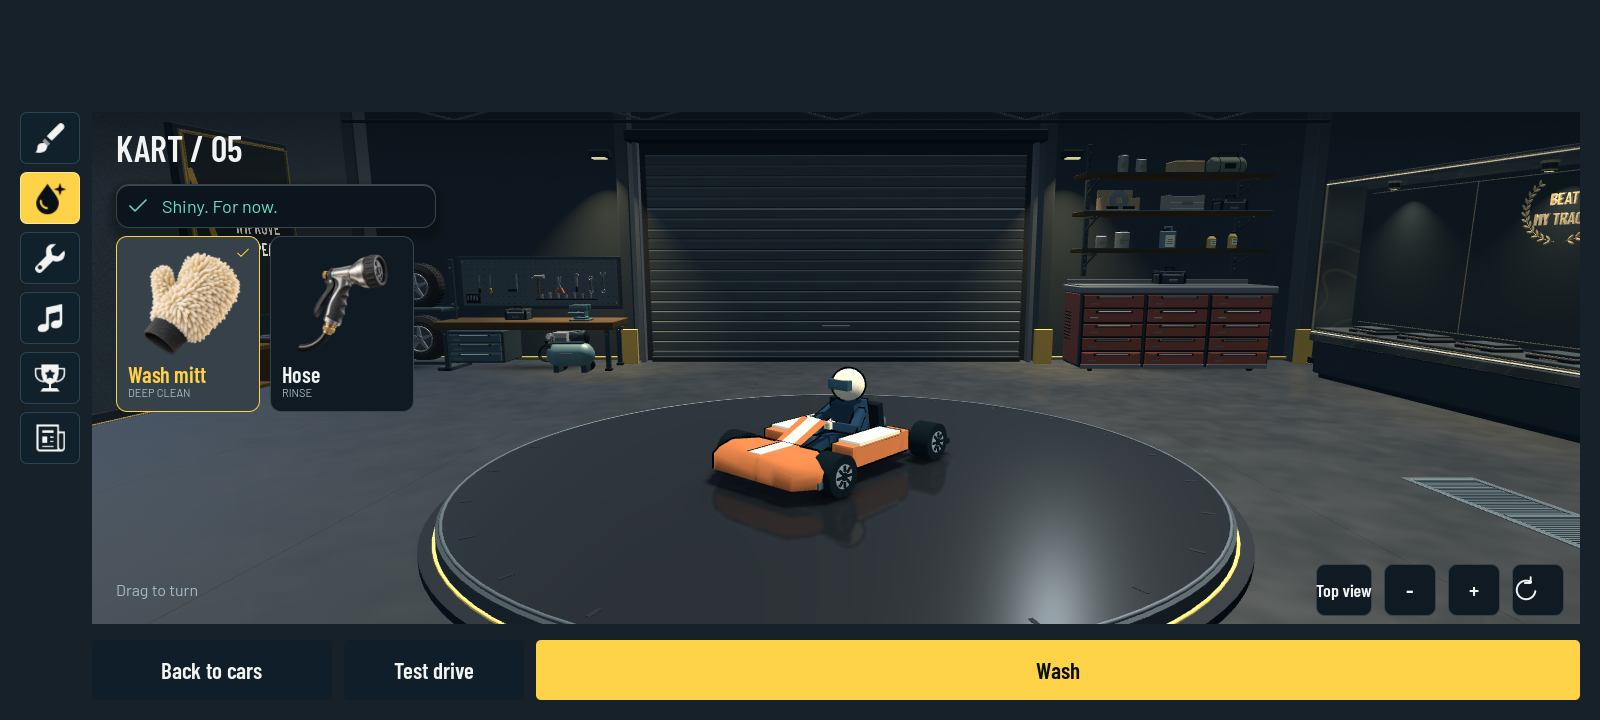 KART / 05
Shiny. For now.
IMPROVE
Wash mitt
DEEP CLEAN
Hose
RINSE
BEAT
MY TRAC
Drag to turn
Top view
-
+
Back to cars
Test drive
Wash